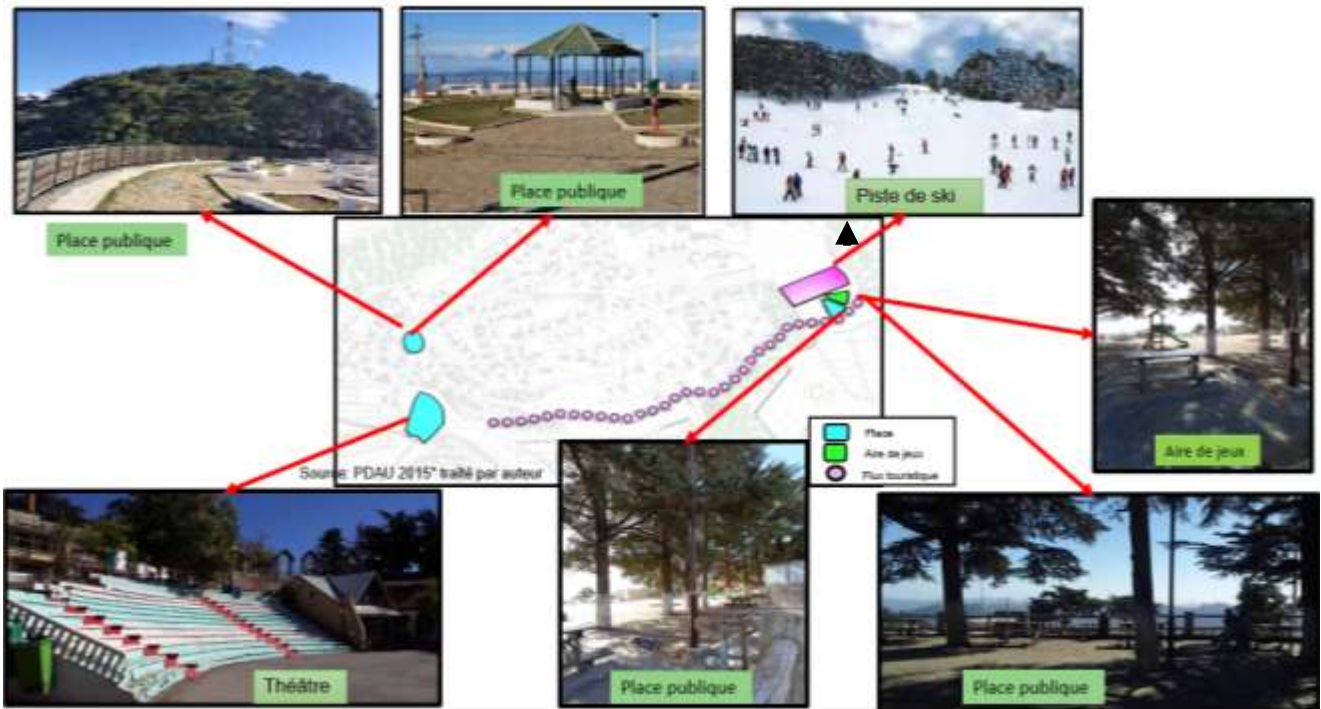 Place publique
Piste de ski
Place publique
Place
Aire de jeux
Flux touristique
Aire de jeux
Source: PDAU 2015" traité par auteur
Théâtre
Place publique
Place publique